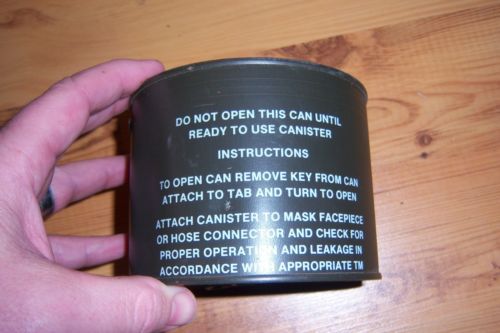 DO NOT OPEN THIS CAN UNTIL
READY TO USE CANISTER
INSTRUCTIONS
TO OPEN CAN REMOVE KEY FROM CAN
ATTACH TO TAB AND TURN TO OPEN
ATTACH CANISTER TO MASK FACEPIECE
OR HOSE CONNECTOR AND CHECK FOR
PROPER OPERATION AND LEAKAGE IN
ACCORDANCE WITH APPROPRIATE TM